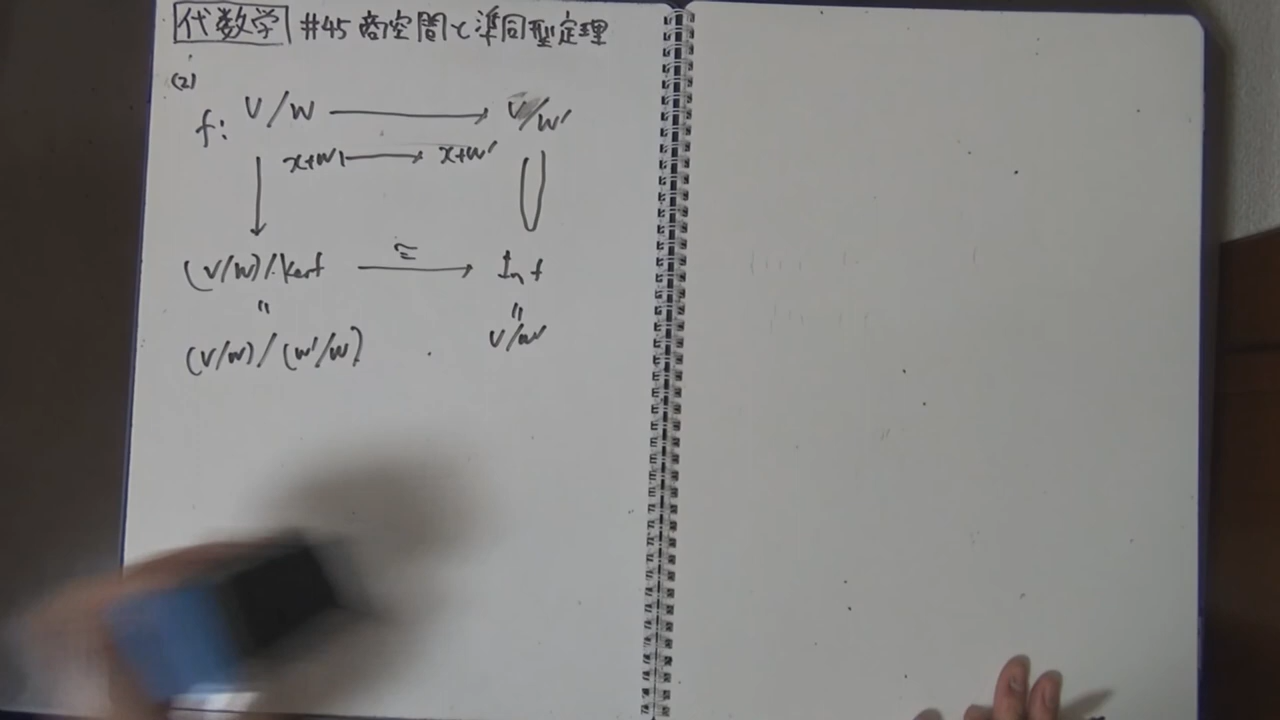 代数学 #45 商空間と準同型定理
(2)
f: V/W → V/W'
x+W ↦ x+W'
(V/W)/Kerf ≅→ Im f
" "
(V/W)/(W'/W) V/W'